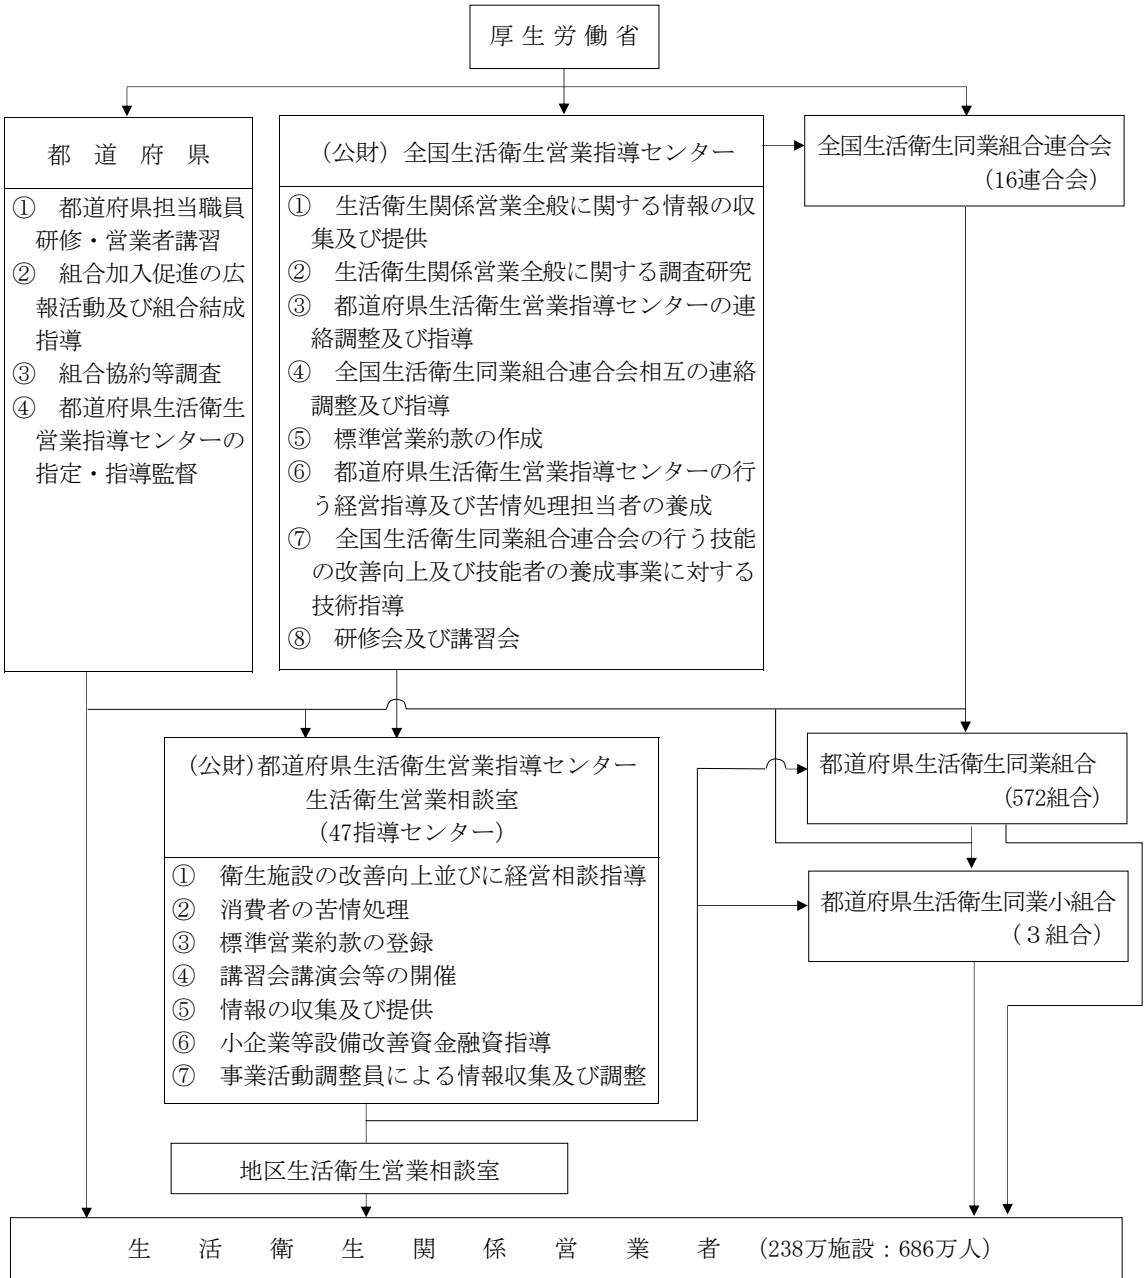 厚生労働省
都道府県
① 都道府県担当職員
研修・営業者講習
② 組合加入促進の広
報活動及び組合結成
指導
③ 組合協約等調査
④ 都道府県生活衛生
営業指導センターの
指定・指導監督
(公財) 全国生活衛生営業指導センター
① 生活衛生関係営業全般に関する情報の収
集及び提供
② 生活衛生関係営業全般に関する調査研究
③ 都道府県生活衛生営業指導センターの連
絡調整及び指導
④ 全国生活衛生同業組合連合会相互の連絡
調整及び指導
⑤ 標準営業約款の作成
⑥ 都道府県生活衛生営業指導センターの行
う経営指導及び苦情処理担当者の養成
⑦ 全国生活衛生同業組合連合会の行う技能
の改善向上及び技能者の養成事業に対する
技術指導
⑧ 研修会及び講習会
全国生活衛生同業組合連合会
(16連合会)
(公財)都道府県生活衛生営業指導センター
生活衛生営業相談室
(47指導センター)
① 衛生施設の改善向上並びに経営相談指導
② 消費者の苦情処理
③ 標準営業約款の登録
④ 講習会講演会等の開催
⑤ 情報の収集及び提供
⑥ 小企業等設備改善資金融資指導
⑦ 事業活動調整員による情報収集及び調整
都道府県生活衛生同業組合
(572組合)
都道府県生活衛生同業小組合
(3組合)
地区生活衛生営業相談室
生活衛生関係営業者 (238万施設：686万人)